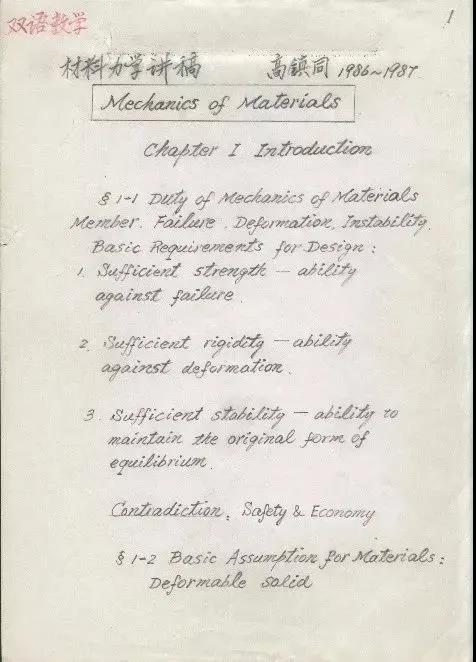 双语教学
1
材料力学讲稿 高镇同 1986~1987
Mechanics of Materials
Chapter I Introduction
§ 1-1 Duty of Mechanics of Materials
Member. Failure. Deformation, Instability.
Basic Requirements for Design:
1. Sufficient strength — ability
against failure.
2. Sufficient rigidity — ability
against deformation.
3. Sufficient stability — ability to
maintain the original form of
equilibrium.
Contradiction: Safety & Economy
§ 1-2 Basic Assumption for Materials:
Deformable solid